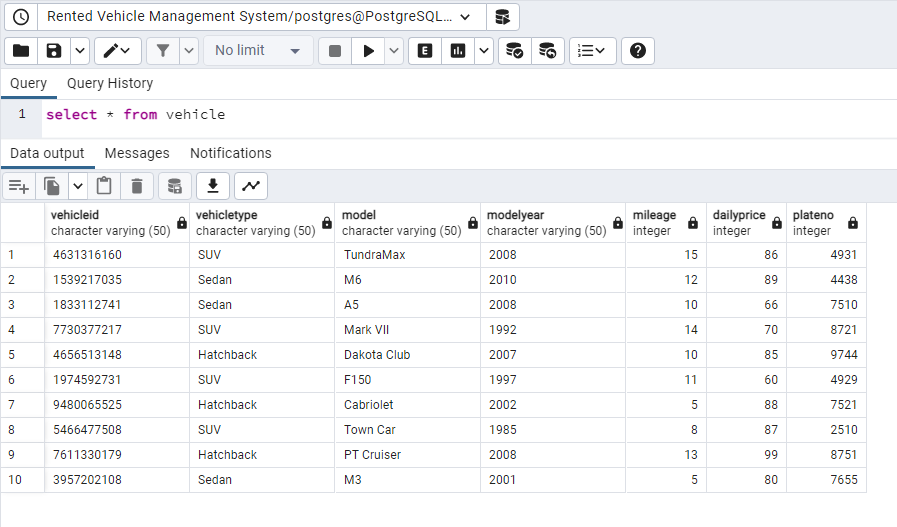 Rented Vehicle Management System/postgres@PostgreSQL...
No limit
E
Query Query History
1 select * from vehicle
Data output Messages Notifications
vehicleid vehicletype model modelyear mileage dailyprice plateno
character varying (50) character varying (50) character varying (50) character varying (50) integer integer integer
1 4631316160 SUV TundraMax 2008 15 86 4931
2 1539217035 Sedan M6 2010 12 89 4438
3 1833112741 Sedan A5 2008 10 66 7510
4 7730377217 SUV Mark VII 1992 14 70 8721
5 4656513148 Hatchback Dakota Club 2007 10 85 9744
6 1974592731 SUV F150 1997 11 60 4929
7 9480065525 Hatchback Cabriolet 2002 5 88 7521
8 5466477508 SUV Town Car 1985 8 87 2510
9 7611330179 Hatchback PT Cruiser 2008 13 99 8751
10 3957202108 Sedan M3 2001 5 80 7655